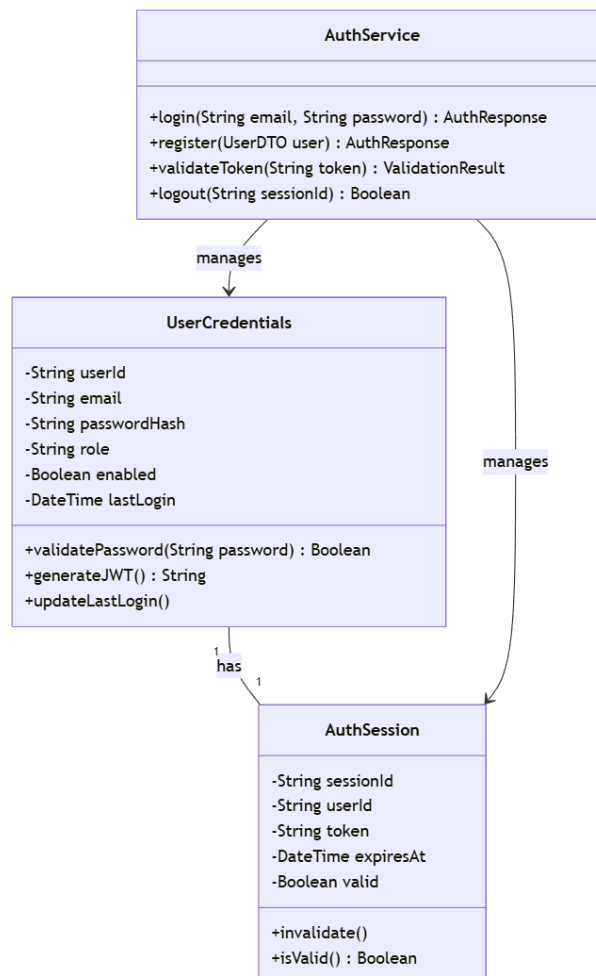 AuthService
+login(String email, String password) : AuthResponse
+register(UserDTO user) : AuthResponse
+validateToken(String token) : ValidationResult
+logout(String sessionId) : Boolean
manages
UserCredentials
-String userId
-String email
-String passwordHash
-String role
-Boolean enabled
-DateTime lastLogin
manages
+validatePassword(String password) : Boolean
+generateJWT() : String
+updateLastLogin()
1
has
1
AuthSession
-String sessionId
-String userId
-String token
-DateTime expiresAt
-Boolean valid
+invalidate()
+isValid() : Boolean